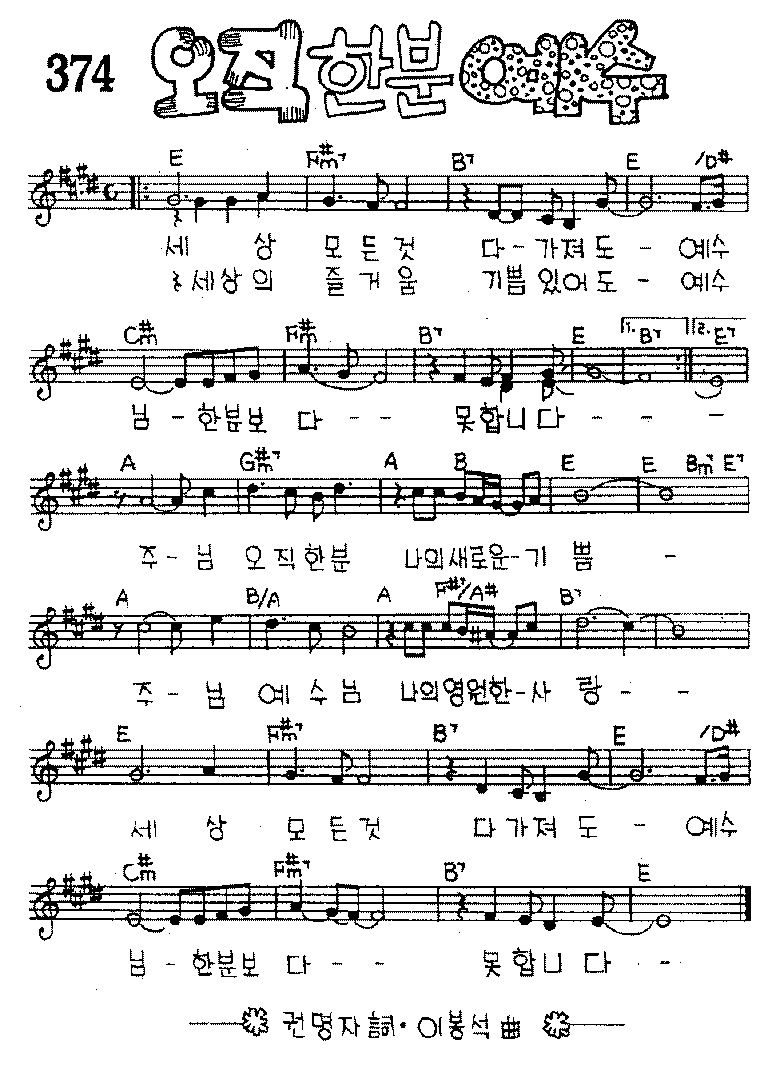 374 오직 한분 예수
E F#m7 B7 E /D#
세 상 모든것 다-가져도 - 예수
세상의 즐거움 기쁨있어도 - 예수
C#m F#m B7 E 1. B7 2. E7
님-한분보다-- 못합니다---
A G#m7 A B E E Bm7 E7
주-님 오직한분 나의새로운-기쁨 -
A B/A A F#7/A# B7
주-님 예수님 나의영원한-사랑--
E F#m7 B7 E /D#
세 상 모든것 다가져도 - 예수
C#m F#m7 B7 E
님-한분보다-- 못합니다--
권명자 詞·이봉석 曲